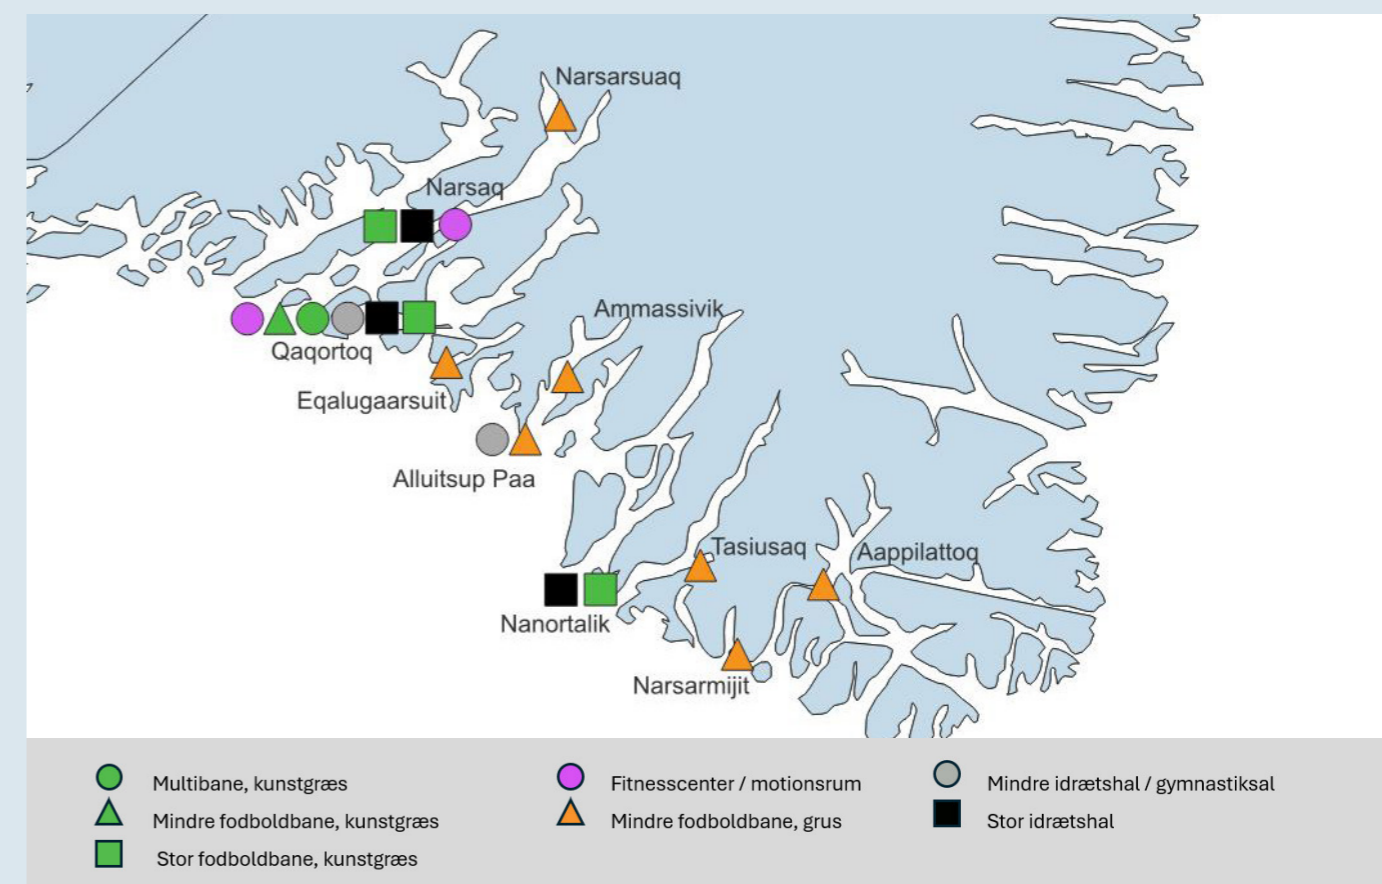 Narsarsuaq
Narsaq
Ammassivik
Qaqortoq
Eqalugaarsuit
Alluitsup Paa
Tasiusaq
Aappilattoq
Nanortalik
Narsarmijit
Multibane, kunstgræs
Fitnesscenter / motionsrum
Mindre idrætshal / gymnastiksal
Mindre fodboldbane, kunstgræs
Mindre fodboldbane, grus
Stor idrætshal
Stor fodboldbane, kunstgræs